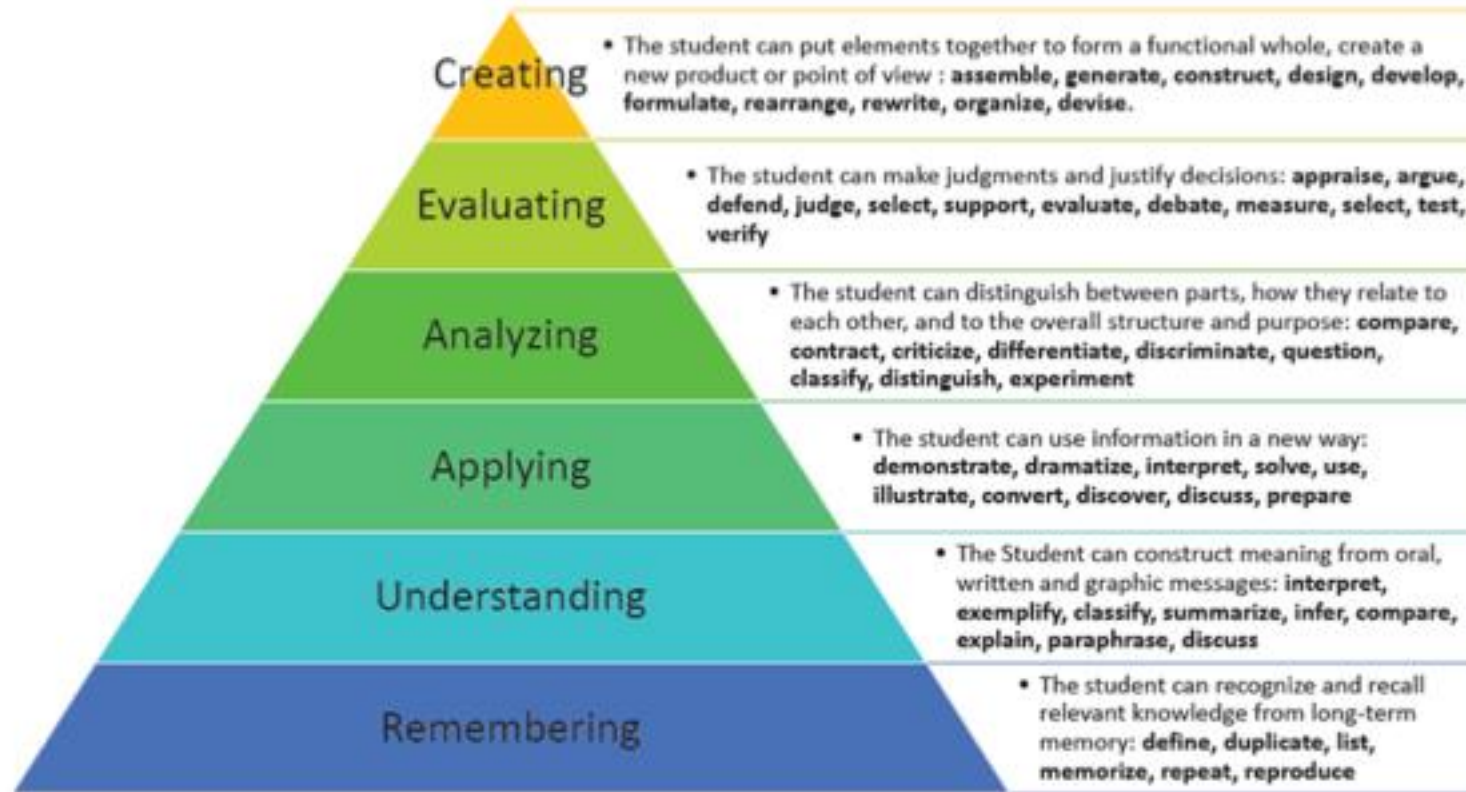 Creating
▪ The student can put elements together to form a functional whole, create a
new product or point of view : assemble, generate, construct, design, develop,
formulate, rearrange, rewrite, organize, devise.
Evaluating
▪ The student can make judgments and justify decisions: appraise, argue,
defend, judge, select, support, evaluate, debate, measure, select, test,
verify
Analyzing
▪ The student can distinguish between parts, how they relate to
each other, and to the overall structure and purpose: compare,
contract, criticize, differentiate, discriminate, question,
classify, distinguish, experiment
Applying
▪ The student can use information in a new way:
demonstrate, dramatize, interpret, solve, use,
illustrate, convert, discover, discuss, prepare
Understanding
▪ The Student can construct meaning from oral,
written and graphic messages: interpret,
exemplify, classify, summarize, infer, compare,
explain, paraphrase, discuss
Remembering
▪ The student can recognize and recall
relevant knowledge from long-term
memory: define, duplicate, list,
memorize, repeat, reproduce